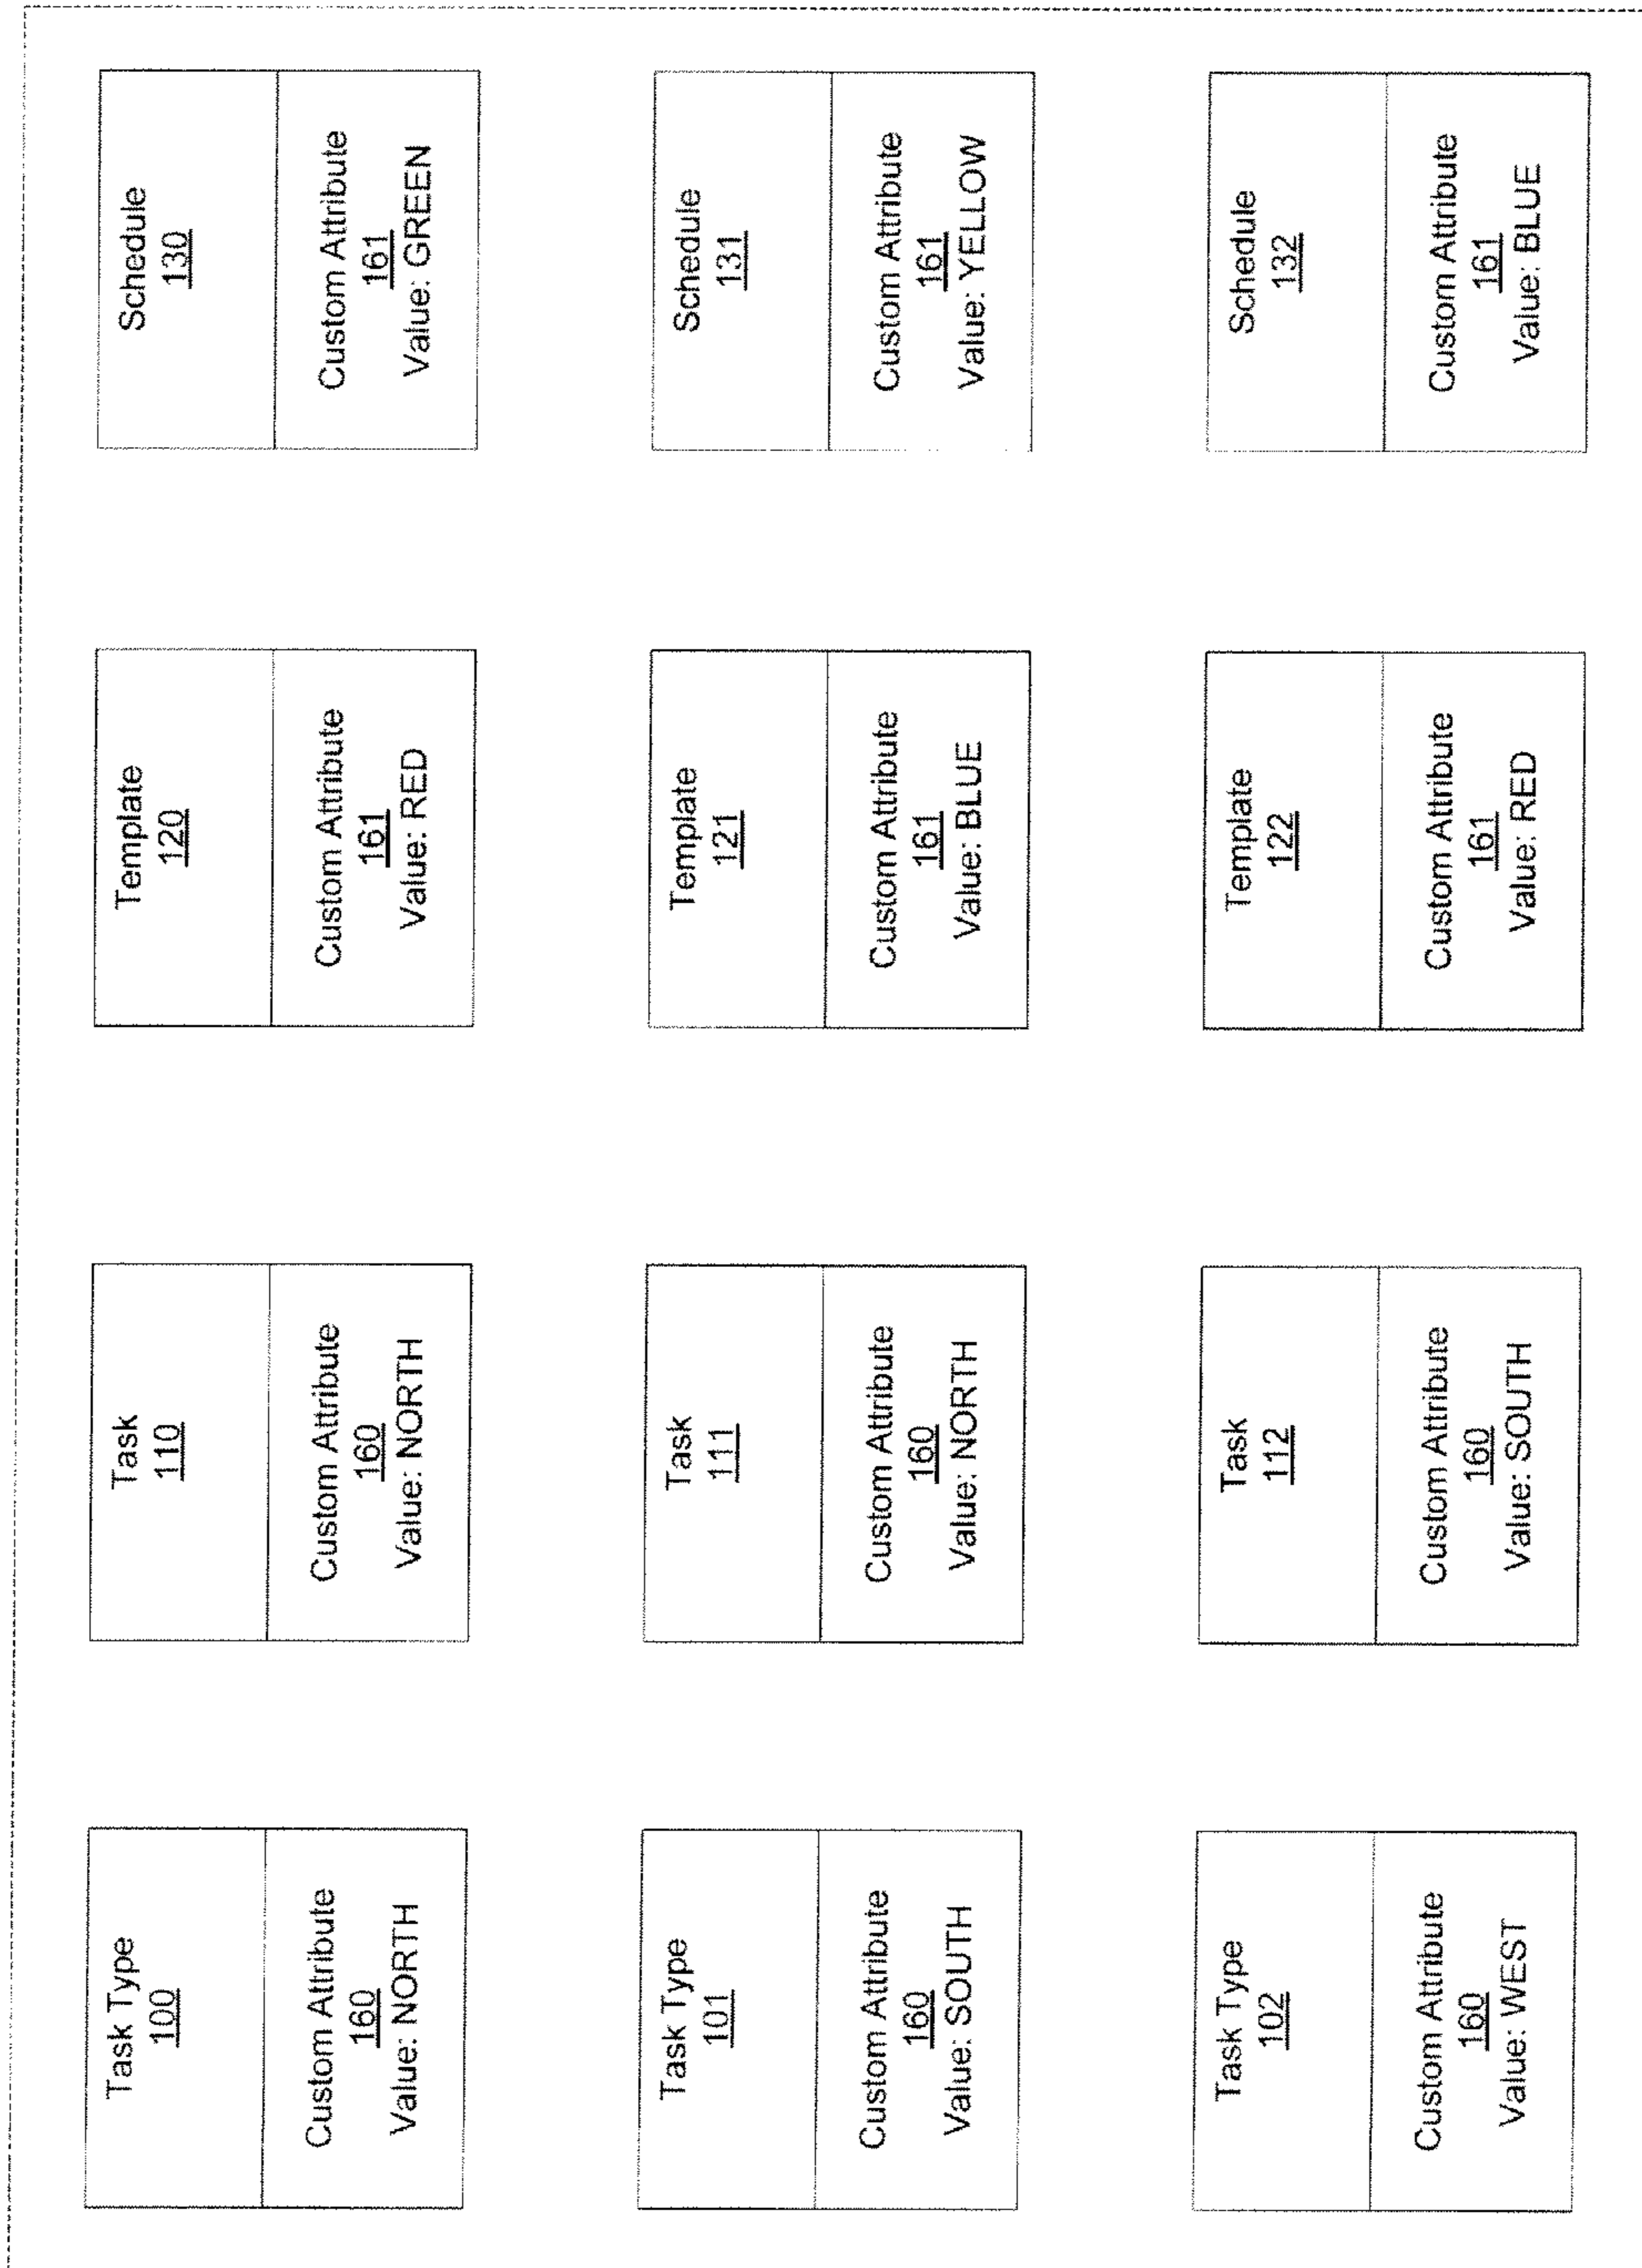 Task Type
100
Custom Attribute
160
Value: NORTH
Task
110
Custom Attribute
160
Value: NORTH
Template
120
Custom Attribute
161
Value: RED
Schedule
130
Custom Attribute
161
Value: GREEN
Task Type
101
Custom Attribute
160
Value: SOUTH
Task
111
Custom Attribute
160
Value: NORTH
Template
121
Custom Attribute
161
Value: BLUE
Schedule
131
Custom Attribute
161
Value: YELLOW
Task Type
102
Custom Attribute
160
Value: WEST
Task
112
Custom Attribute
160
Value: SOUTH
Template
122
Custom Attribute
161
Value: RED
Schedule
132
Custom Attribute
161
Value: BLUE